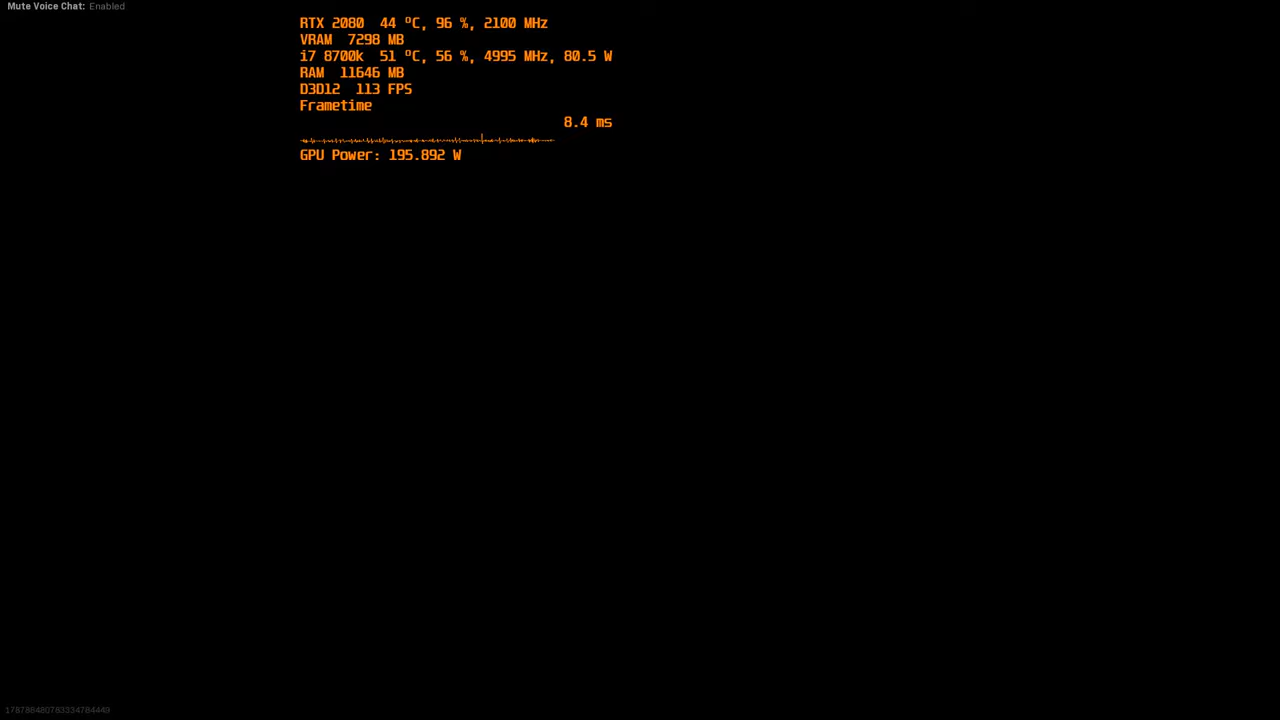 Mute Voice Chat: Enabled
RTX 2080 44 °C, 96 %, 2100 MHz
VRAM 7298 MB
i7 8700k 51 °C, 56 %, 4995 MHz, 80.5 W
RAM 11646 MB
D3D12 113 FPS
Frametime
8.4 ms
GPU Power: 195.892 W